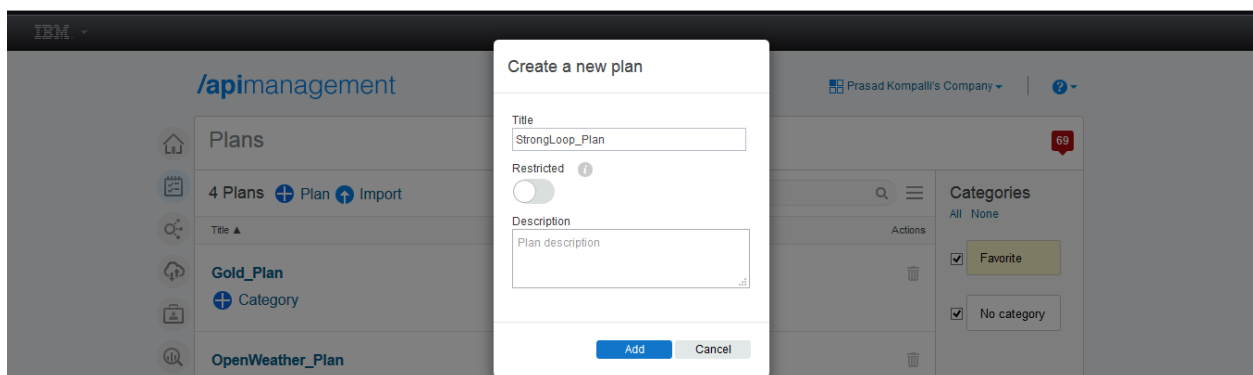 IBM
/apimanagement
Prasad Kompalli's Company
?
Plans
69
4 Plans + Plan Import
Categories
All None
Title ▲
Actions
Gold_Plan
+ Category
Favorite
No category
OpenWeather_Plan
Create a new plan
Title
StrongLoop_Plan
Restricted i
Description
Plan description
Add Cancel